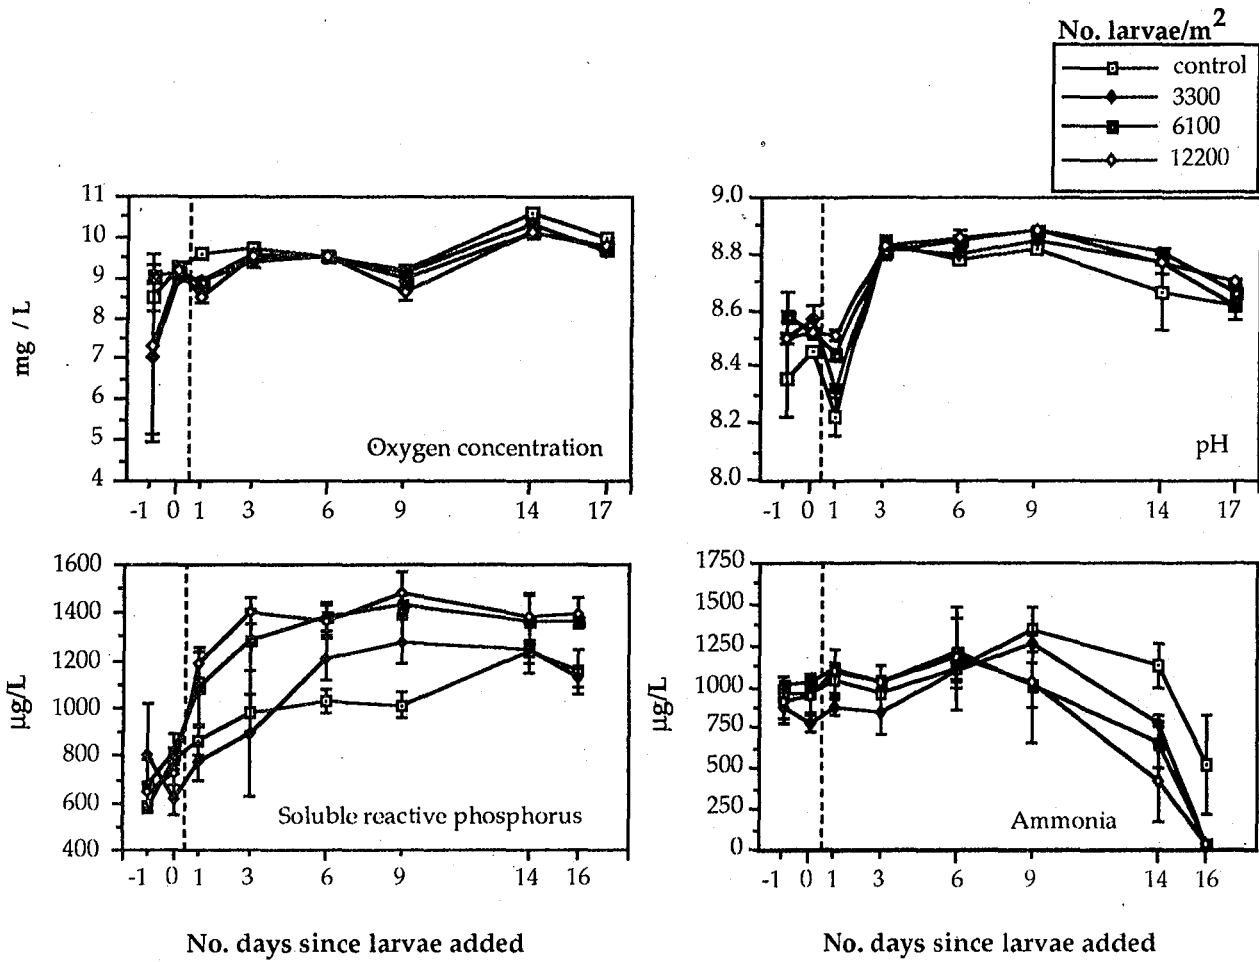 No. larvae/m²
control
3300
6100
12200
11
10
9
8
7
6
5
4
mg / L
Oxygen concentration
-1 0 1 3 6 9 14 17
9.0
8.8
8.6
8.4
8.2
8.0
pH
-1 0 1 3 6 9 14 17
1600
1400
1200
1000
800
600
400
µg/L
Soluble reactive phosphorus
-1 0 1 3 6 9 14 16
No. days since larvae added
1750
1500
1250
1000
750
500
250
0
µg/L
Ammonia
-1 0 1 3 6 9 14 16
No. days since larvae added